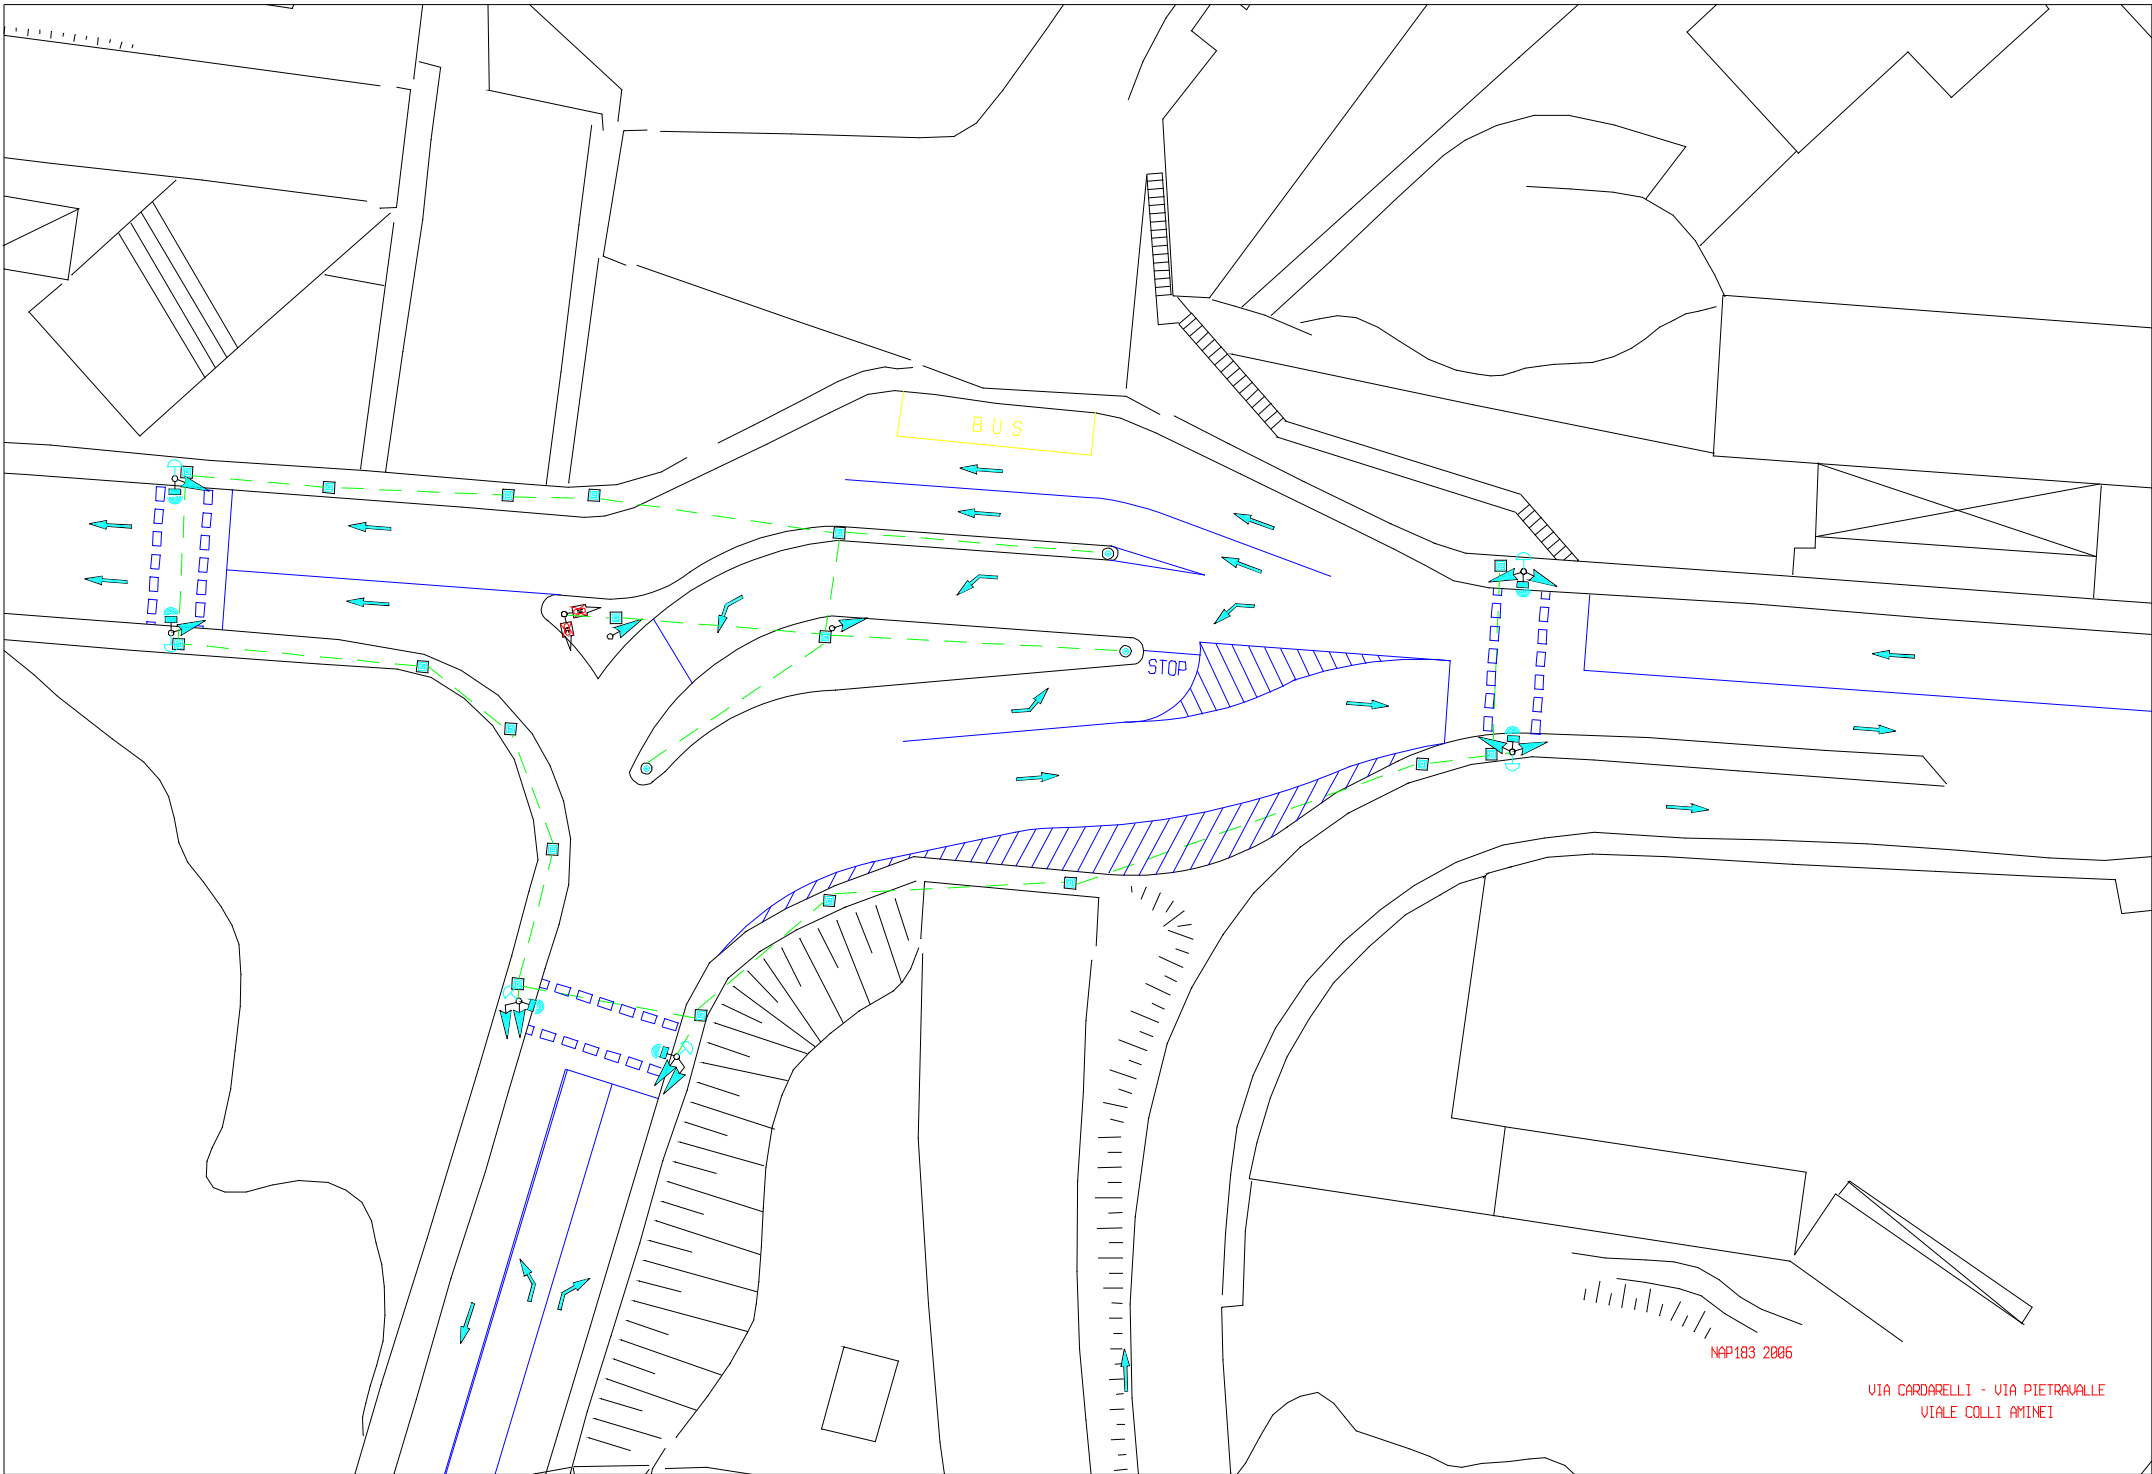 BUS
STOP
NAP183 2006
VIA CARDARELLI - VIA PIETRAVALLE
VIALE COLLI AMINEI